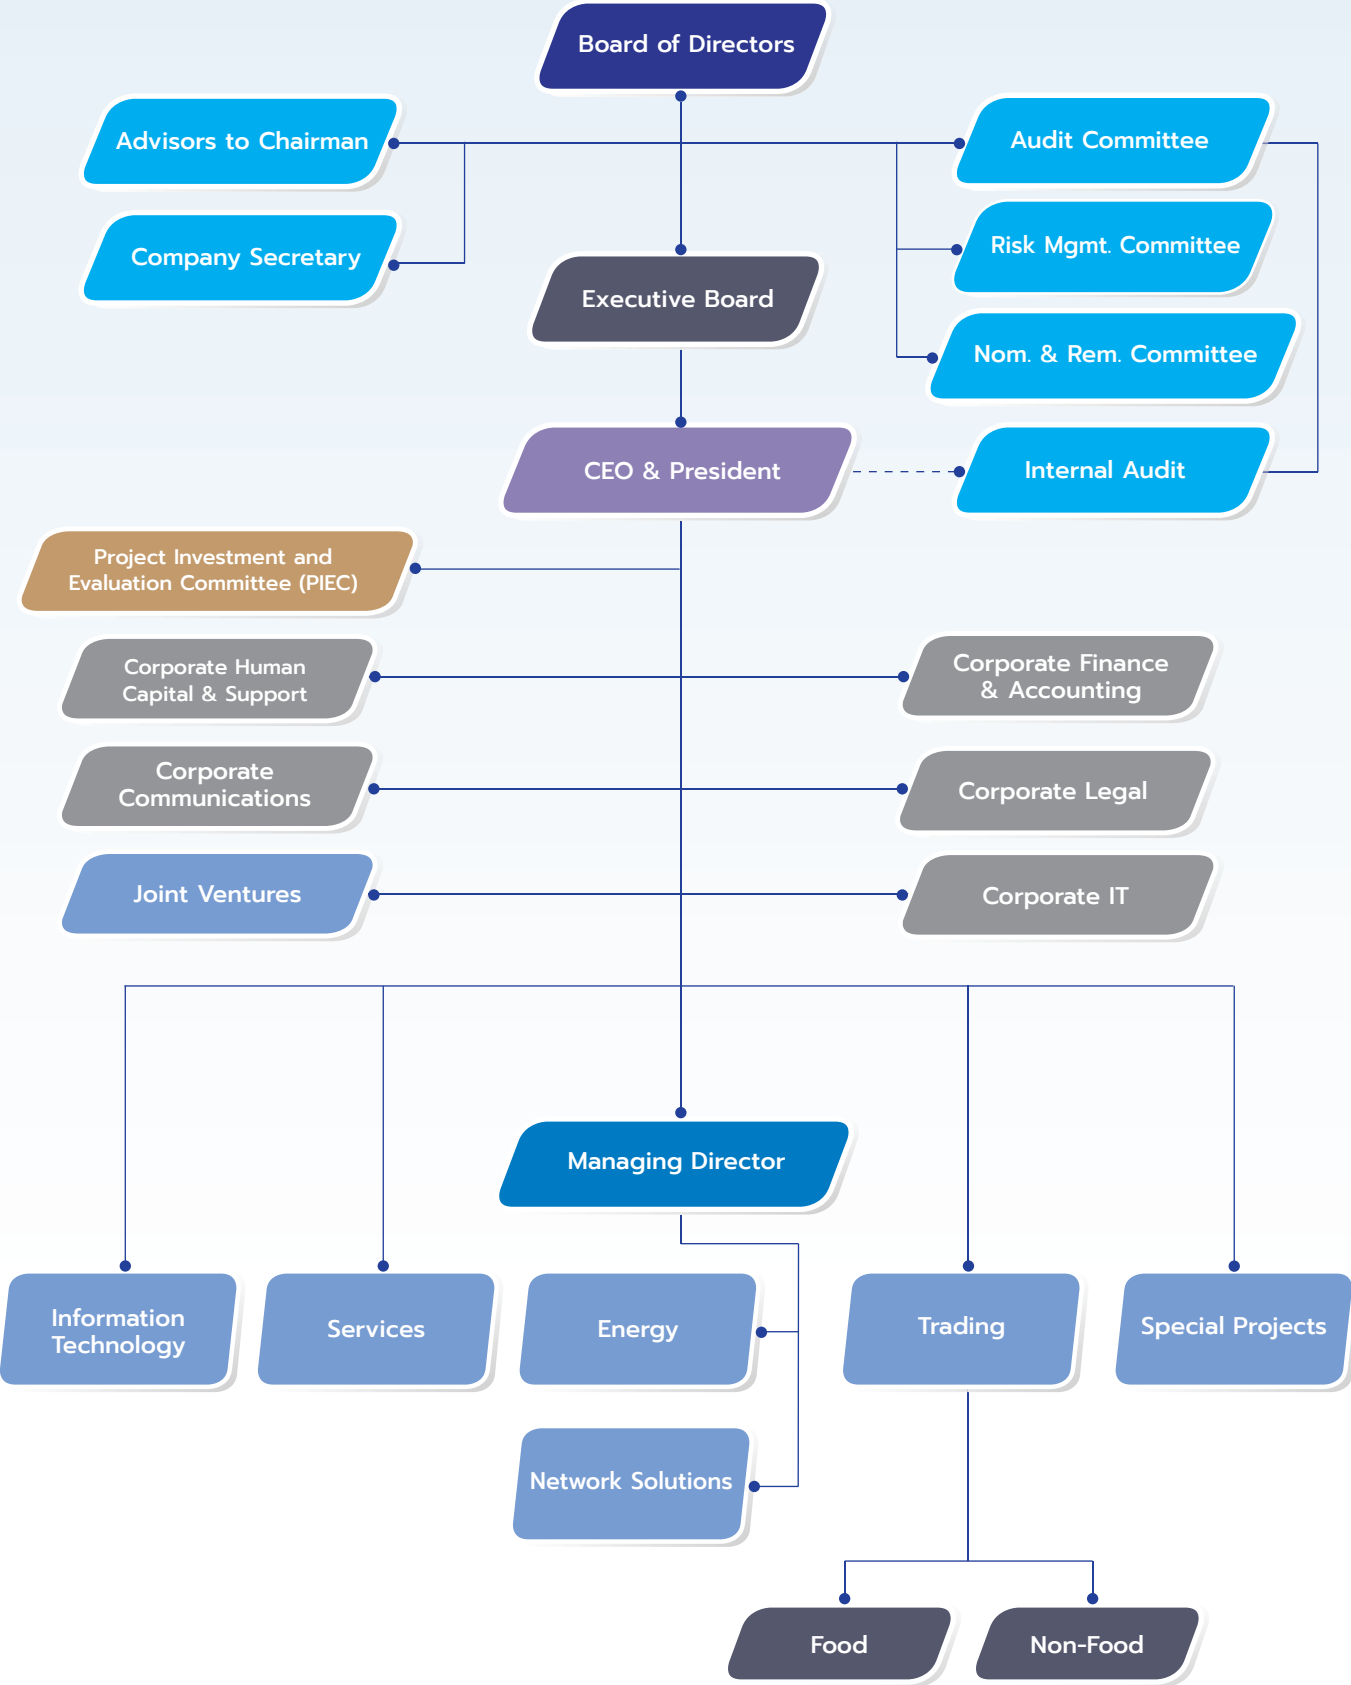 Board of Directors
Advisors to Chairman
Audit Committee
Company Secretary
Risk Mgmt. Committee
Executive Board
Nom. & Rem. Committee
CEO & President
Internal Audit
Project Investment and
Evaluation Committee (PIEC)
Corporate Human
Capital & Support
Corporate Finance
& Accounting
Corporate
Communications
Corporate Legal
Joint Ventures
Corporate IT
Managing Director
Information
Technology
Services
Energy
Trading
Special Projects
Network Solutions
Food
Non-Food